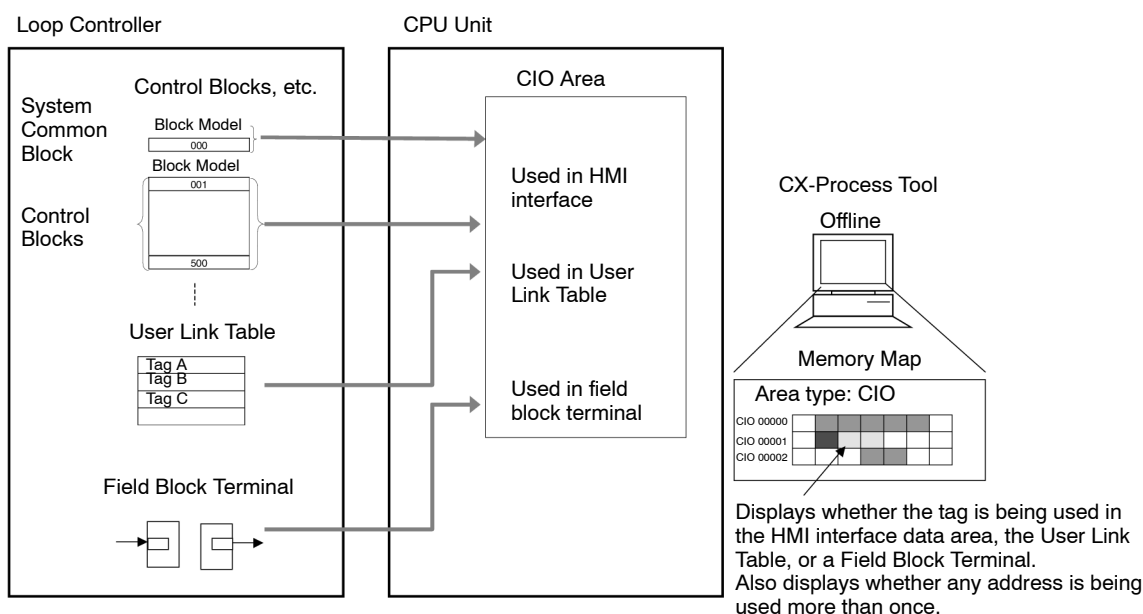 Loop Controller
CPU Unit
Control Blocks, etc.
System
Common
Block
Block Model
000
Block Model
001
Control
Blocks
500
User Link Table
Tag A
Tag B
Tag C
Field Block Terminal
CIO Area
Used in HMI
interface
Used in User
Link Table
Used in field
block terminal
CX-Process Tool
Offline
Memory Map
Area type: CIO
CIO 00000
CIO 00001
CIO 00002
Displays whether the tag is being used in
the HMI interface data area, the User Link
Table, or a Field Block Terminal.
Also displays whether any address is being
used more than once.